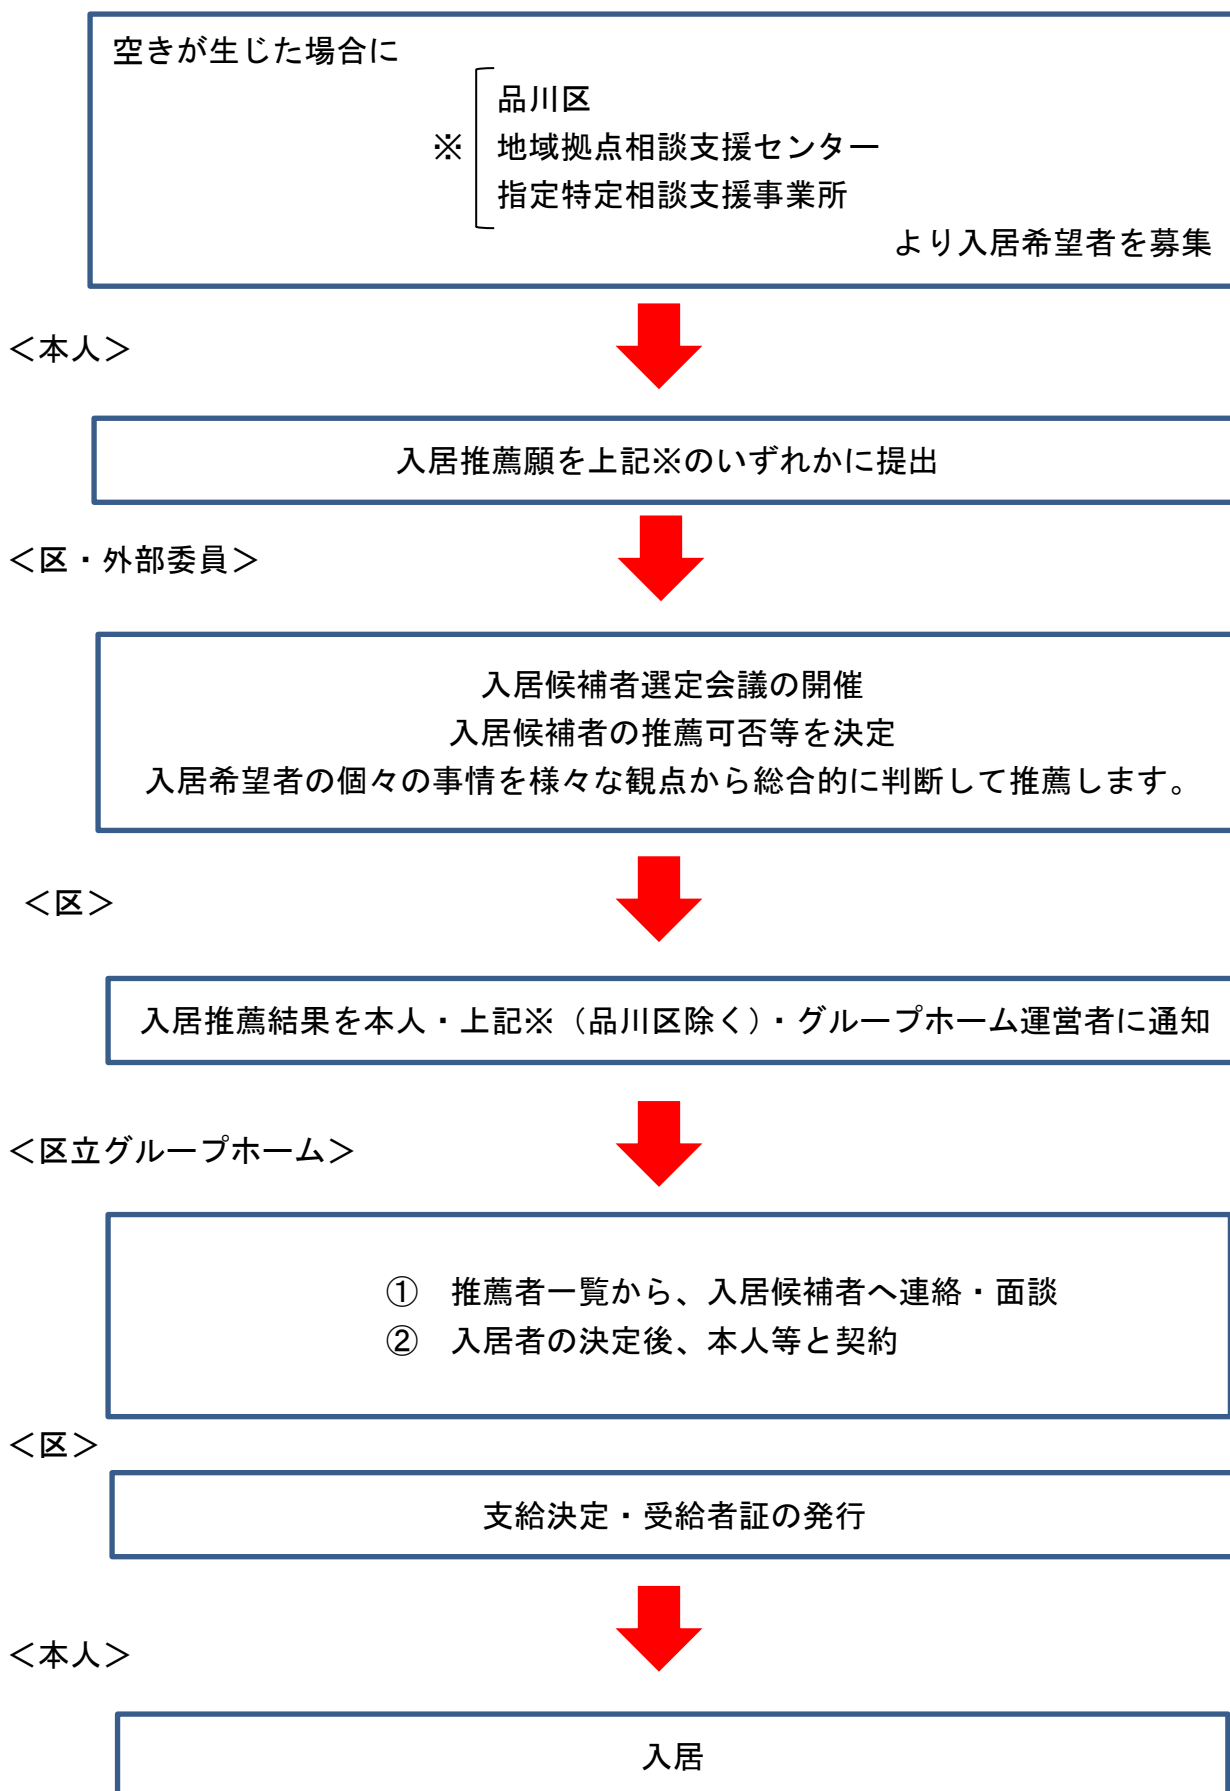 空きが生じた場合に
品川区
※
地域拠点相談支援センター
指定特定相談支援事業所
より入居希望者を募集
＜本人＞
入居推薦願を上記※のいずれかに提出
＜区・外部委員＞
入居候補者選定会議の開催
入居候補者の推薦可否等を決定
入居希望者の個々の事情を様々な観点から総合的に判断して推薦します。
＜区＞
入居推薦結果を本人・上記※（品川区除く）・グループホーム運営者に通知
＜区立グループホーム＞
①　推薦者一覧から、入居候補者へ連絡・面談
②　入居者の決定後、本人等と契約
＜区＞
支給決定・受給者証の発行
＜本人＞
入居